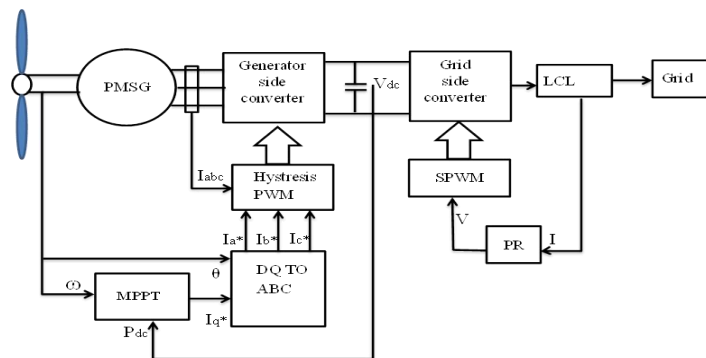 PMSG
Generator
side
converter
Vdc
Grid
side
converter
LCL
Grid
Iabc
Hystresis
PWM
SPWM
V
PR
I
Ia*
Ib*
Ic*
θ
DQ TO
ABC
ω
MPPT
Iq*
Pdc